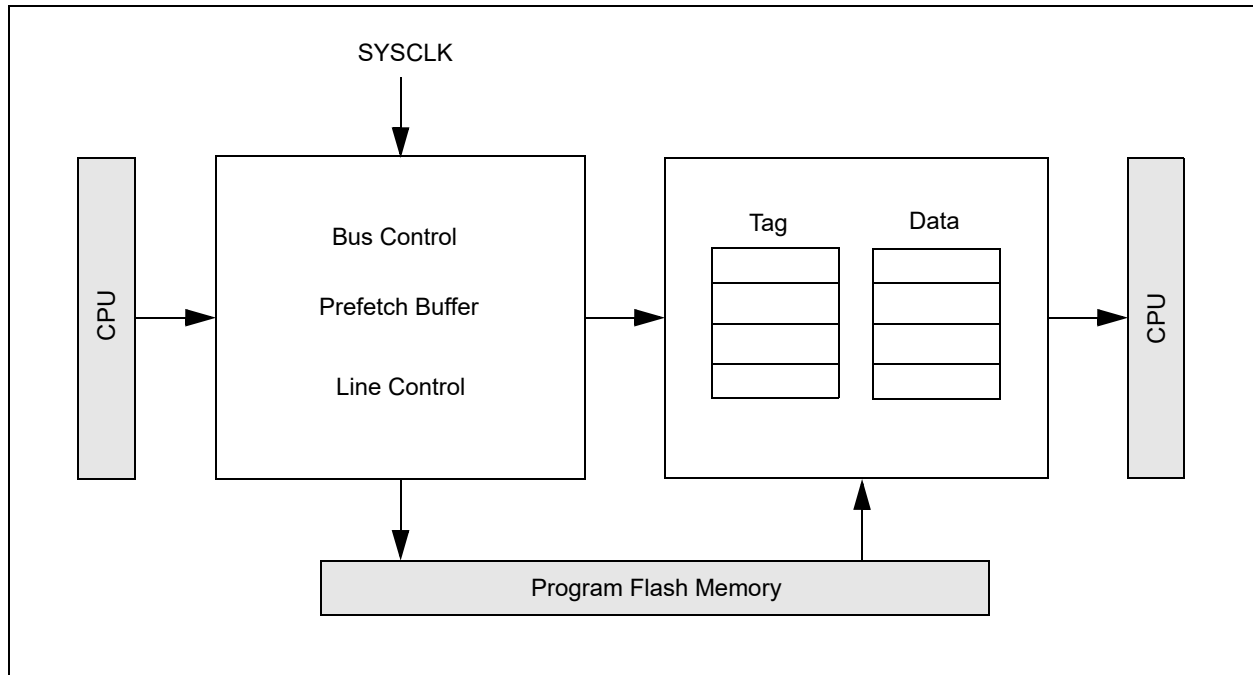 SYSCLK
CPU
Bus Control
Prefetch Buffer
Line Control
Tag
Data
CPU
Program Flash Memory